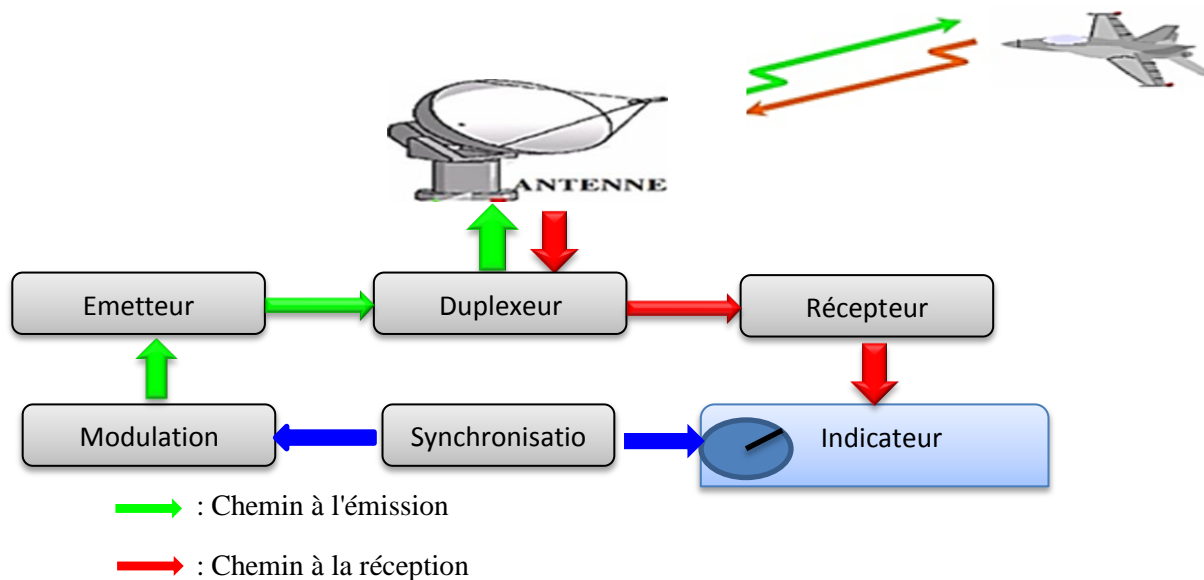 ANTENNE
Emetteur
Duplexeur
Récepteur
Modulation
Synchronisatio
Indicateur
: Chemin à l'émission
: Chemin à la réception